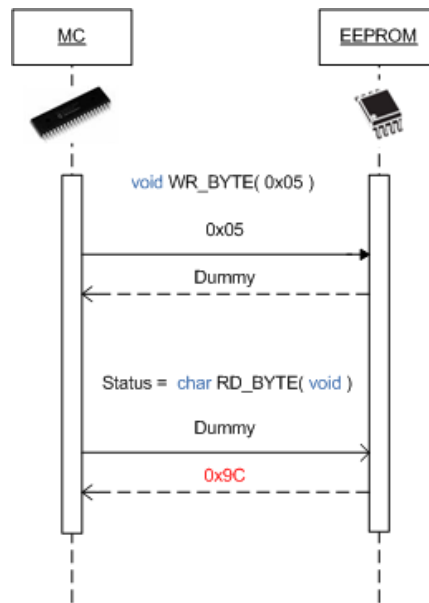 MC
EEPROM
void WR_BYTE( 0x05 )
0x05
Dummy
Status = char RD_BYTE( void )
Dummy
0x9C